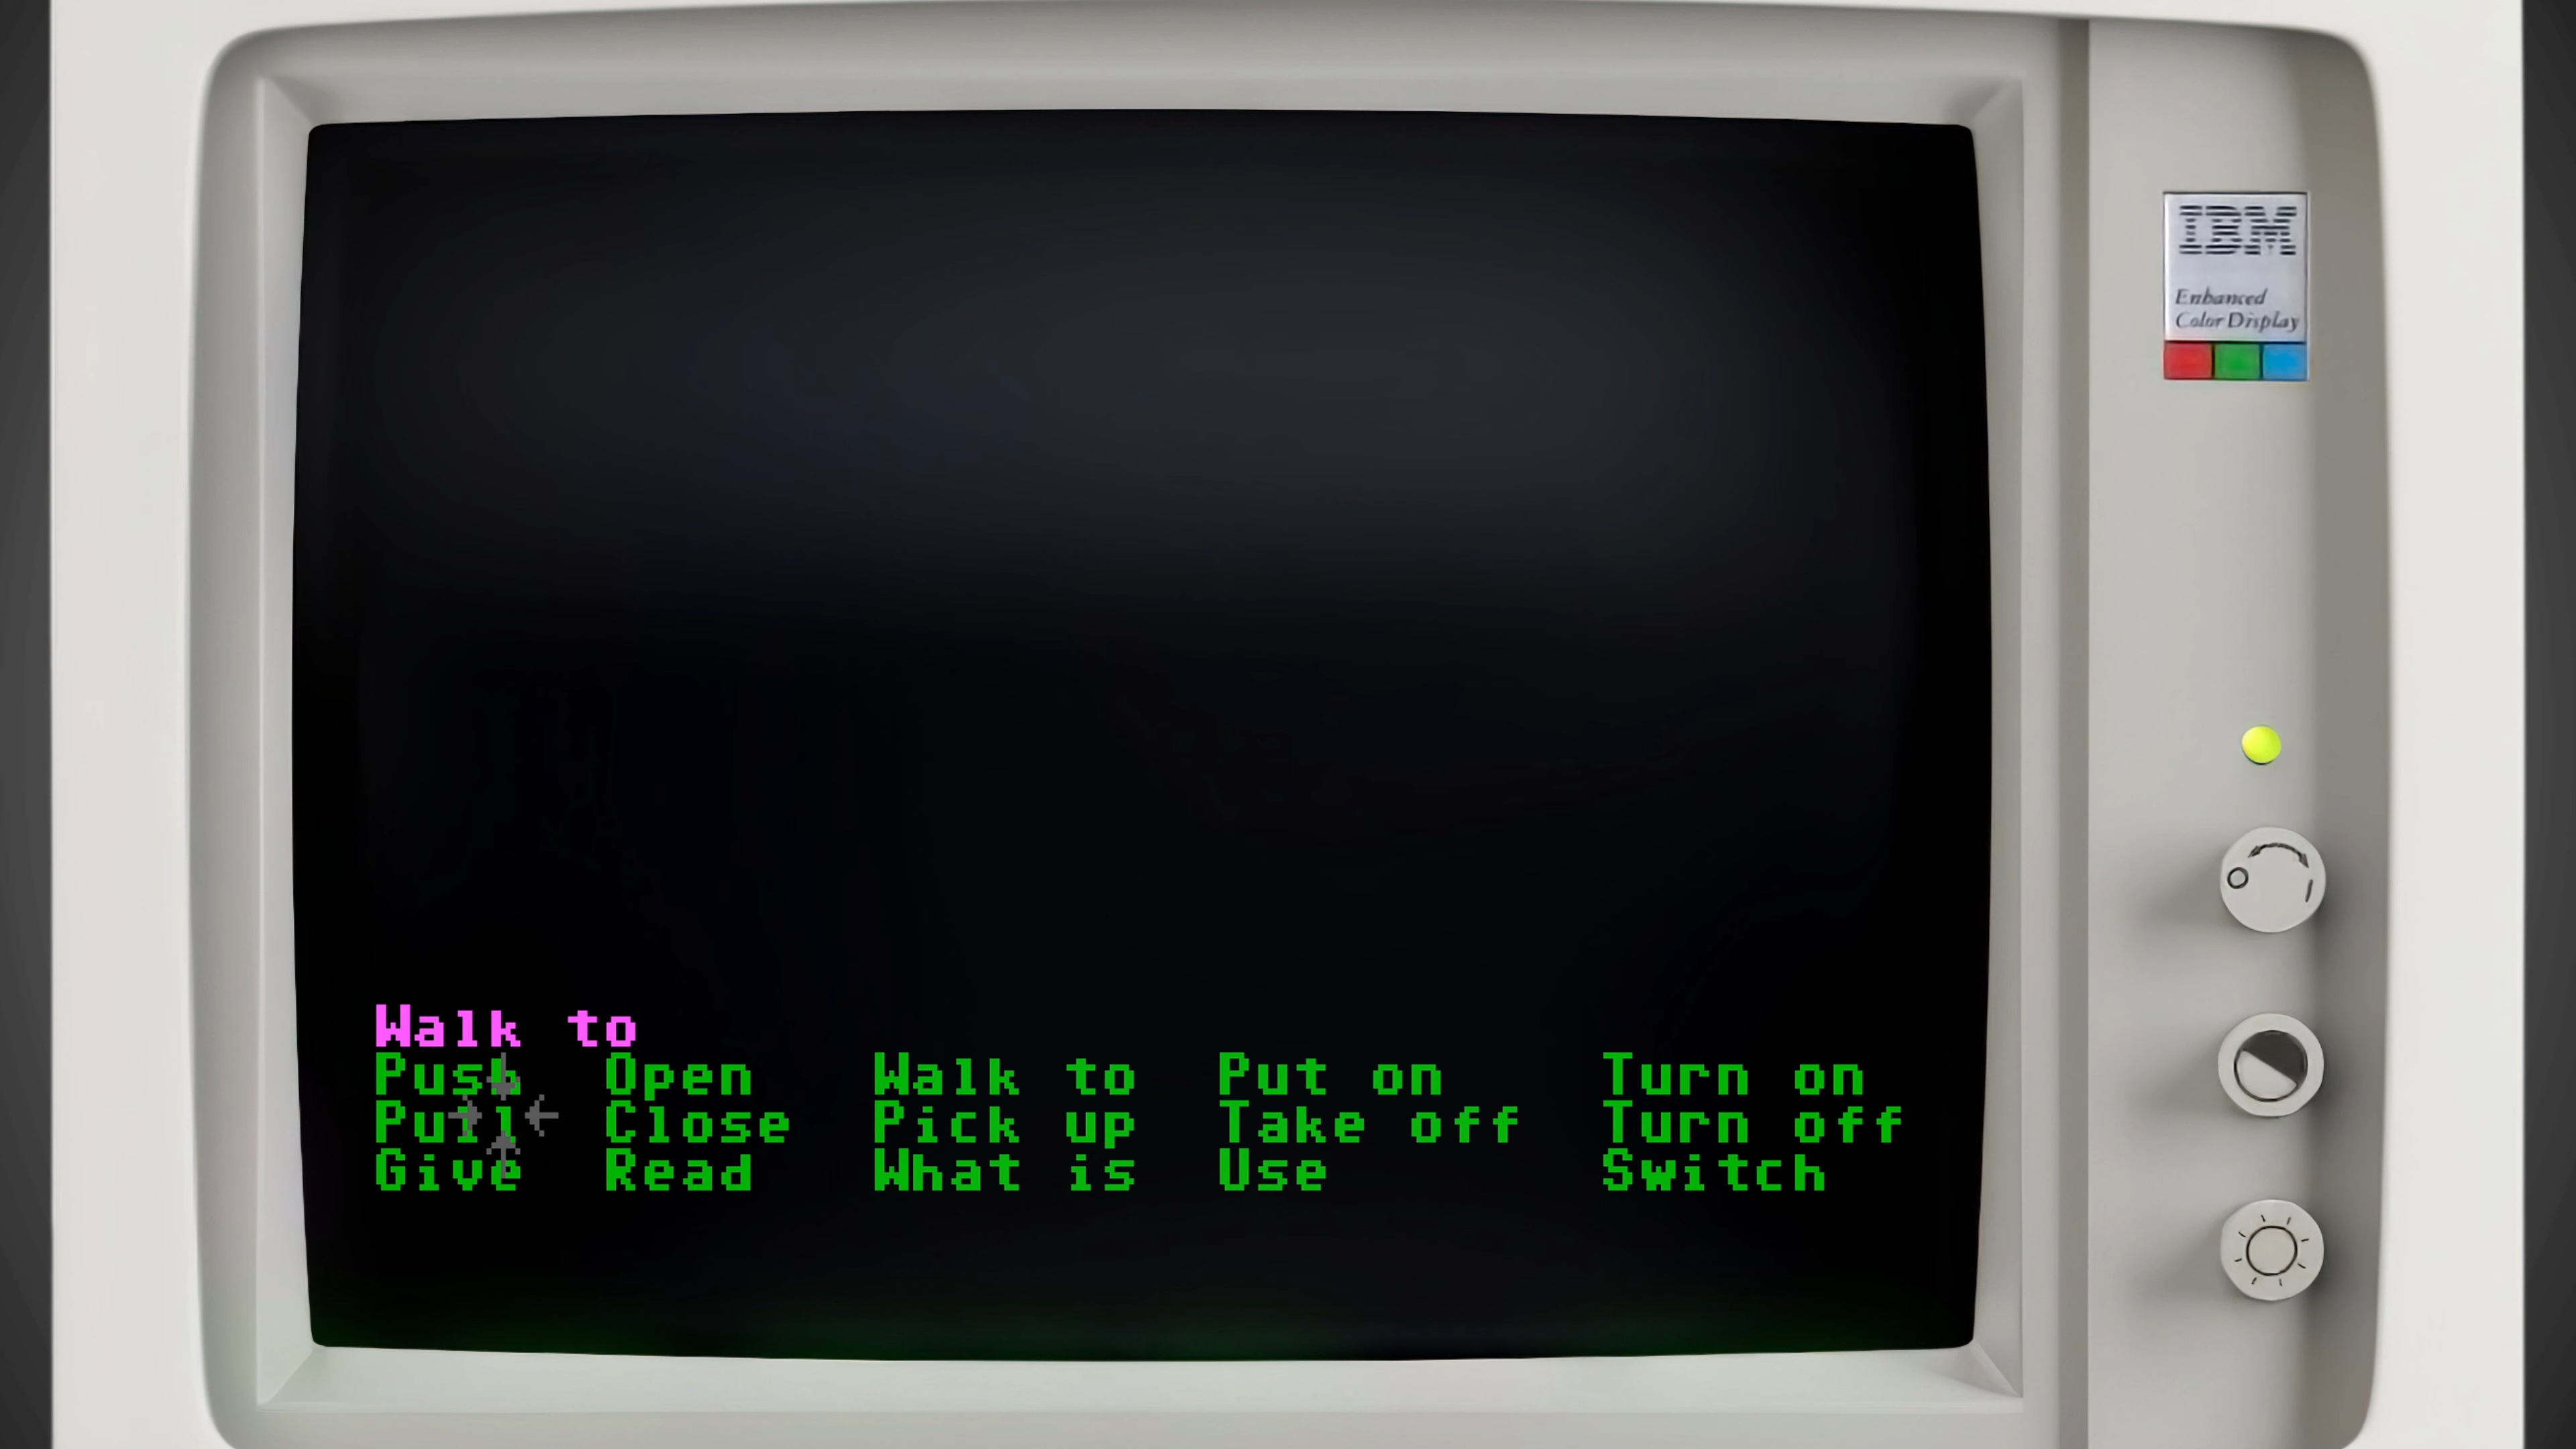 IBM
Enhanced
Color Display
Walk to
Push Open Walk to Put on Turn on
Pull Close Pick up Take off Turn off
Give Read What is Use Switch